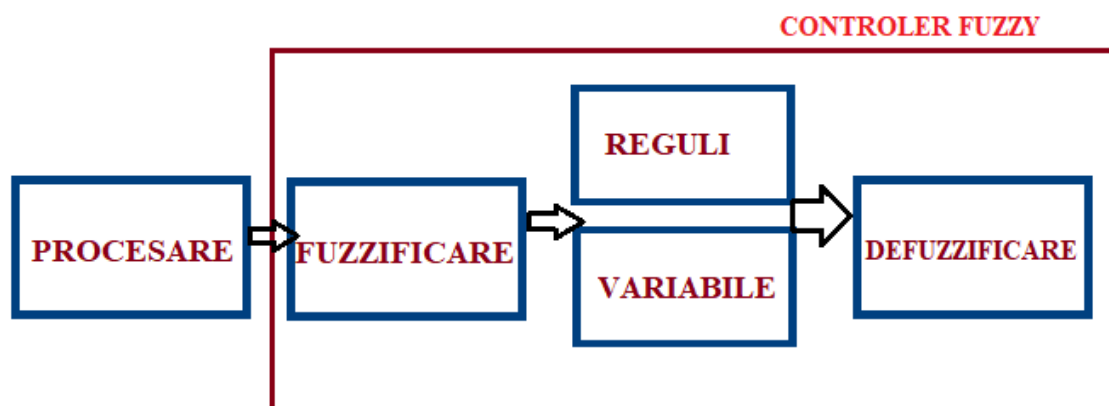 CONTROLER FUZZY
PROCESARE
FUZZIFICARE
REGULI
VARIABILE
DEFUZZIFICARE